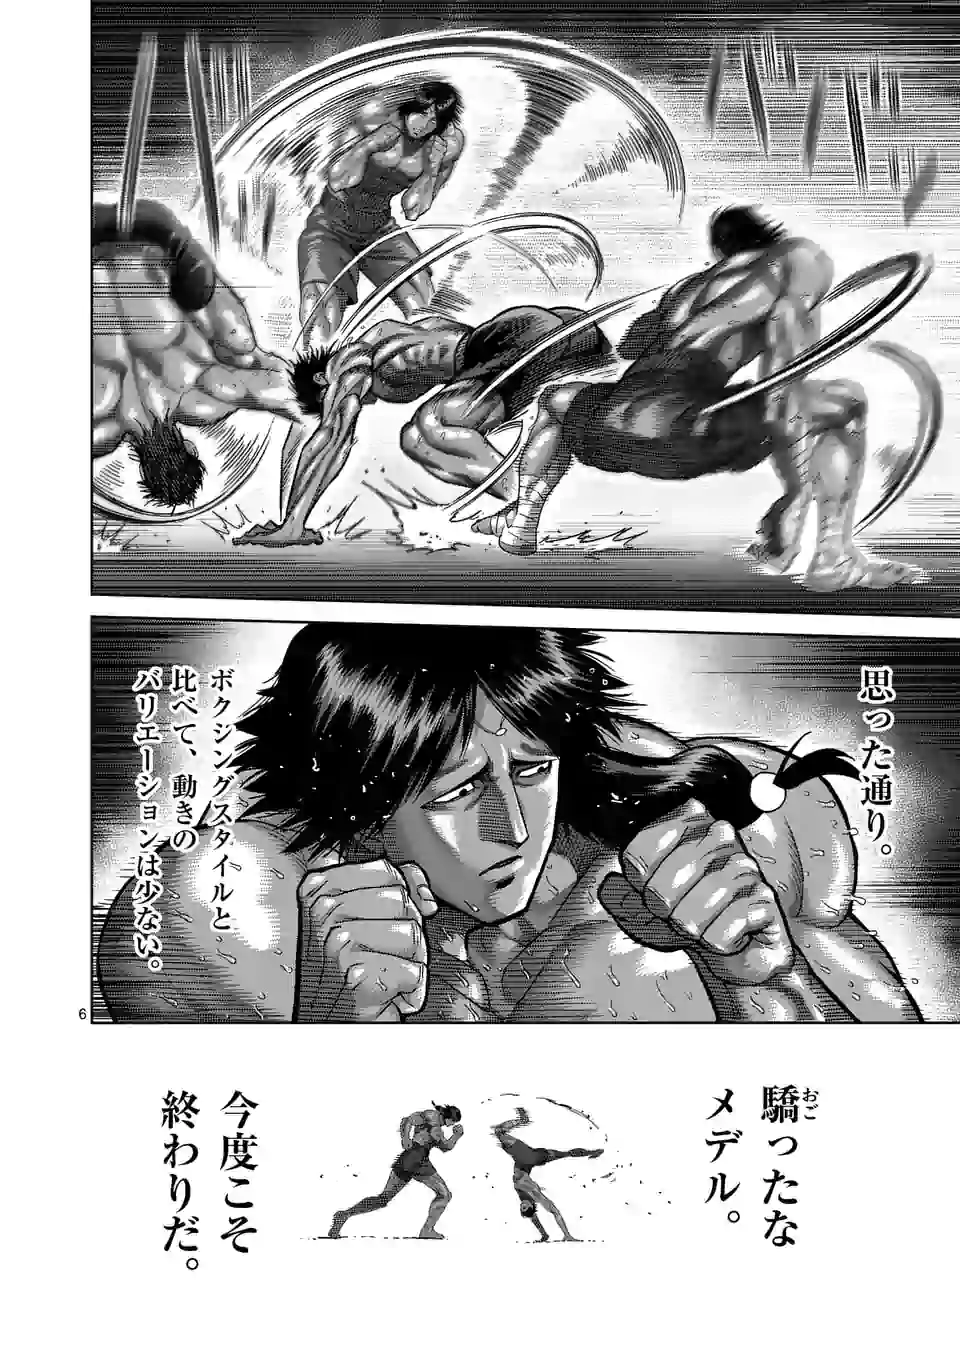 思った通り。
ボクシングスタイルと
比べて、動きの
バリエーションは少ない。
6
驕ったな
おご
メデル。
今度こそ
終わりだ。